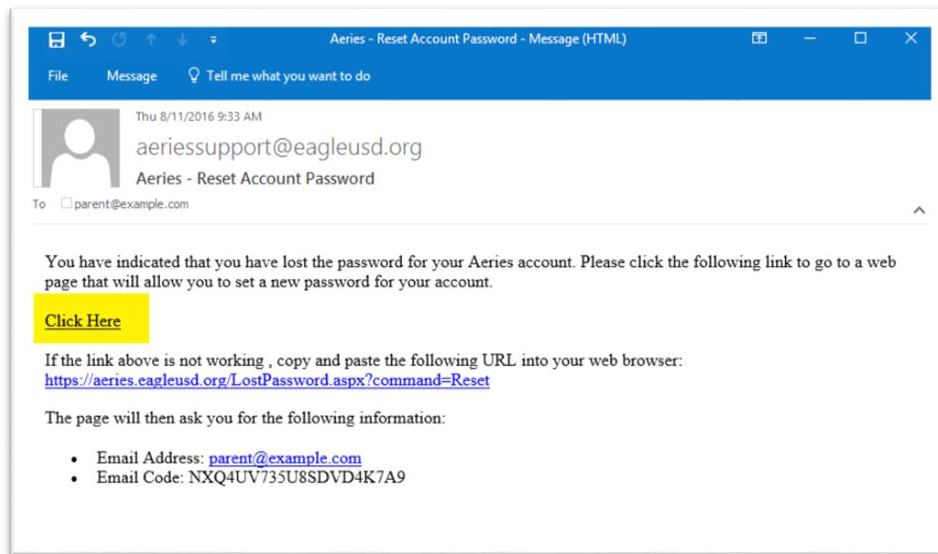 Aeries - Reset Account Password - Message (HTML)
File Message Tell me what you want to do
Thu 8/11/2016 9:33 AM
aeriessupport@eagleusd.org
Aeries - Reset Account Password
To parent@example.com
You have indicated that you have lost the password for your Aeries account. Please click the following link to go to a web
page that will allow you to set a new password for your account.
Click Here
If the link above is not working , copy and paste the following URL into your web browser:
https://aeries.eagleusd.org/LostPassword.aspx?command=Reset
The page will then ask you for the following information:
• Email Address: parent@example.com
• Email Code: NXQ4UV735U8SDVD4K7A9